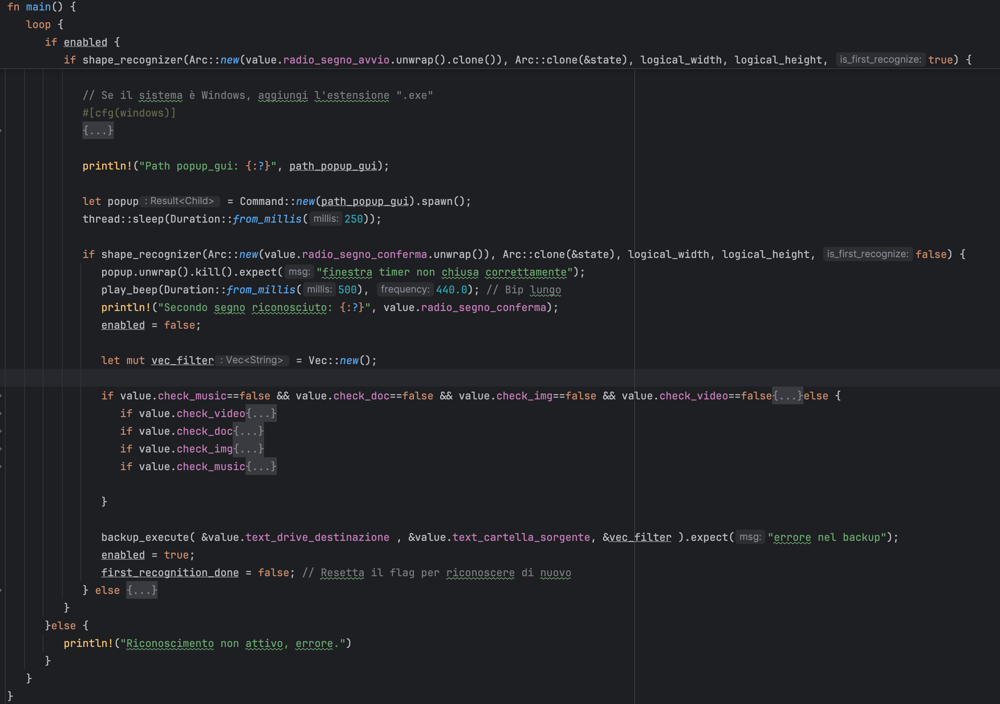 fn main() {
loop {
if enabled {
if shape_recognizer(Arc::new(value.radio_segno_avvio.unwrap().clone()), Arc::clone(&state), logical_width, logical_height, is_first_recognize: true) {
// Se il sistema è Windows, aggiungi l'estensione ".exe"
#[cfg(windows)]
{...}
println!("Path popup_gui: {:?}", path_popup_gui);
let popup : Result<Child> = Command::new(path_popup_gui).spawn();
thread::sleep(Duration::from_millis( millis: 250));
if shape_recognizer(Arc::new(value.radio_segno_conferma.unwrap()), Arc::clone(&state), logical_width, logical_height, is_first_recognize: false) {
popup.unwrap().kill().expect( msg: "finestra timer non chiusa correttamente");
play_beep(Duration::from_millis( millis: 500), frequency: 440.0); // Bip lungo
println!("Secondo segno riconosciuto: {:?}", value.radio_segno_conferma);
enabled = false;
let mut vec_filter : Vec<String> = Vec::new();
if value.check_music==false && value.check_doc==false && value.check_img==false && value.check_video==false{...}else {
if value.check_video{...}
if value.check_doc{...}
if value.check_img{...}
if value.check_music{...}
}
backup_execute( &value.text_drive_destinazione , &value.text_cartella_sorgente, &vec_filter ).expect( msg: "errore nel backup");
enabled = true;
first_recognition_done = false; // Resetta il flag per riconoscere di nuovo
} else {...}
}
}else {
println!("Riconoscimento non attivo, errore.")
}
}
}